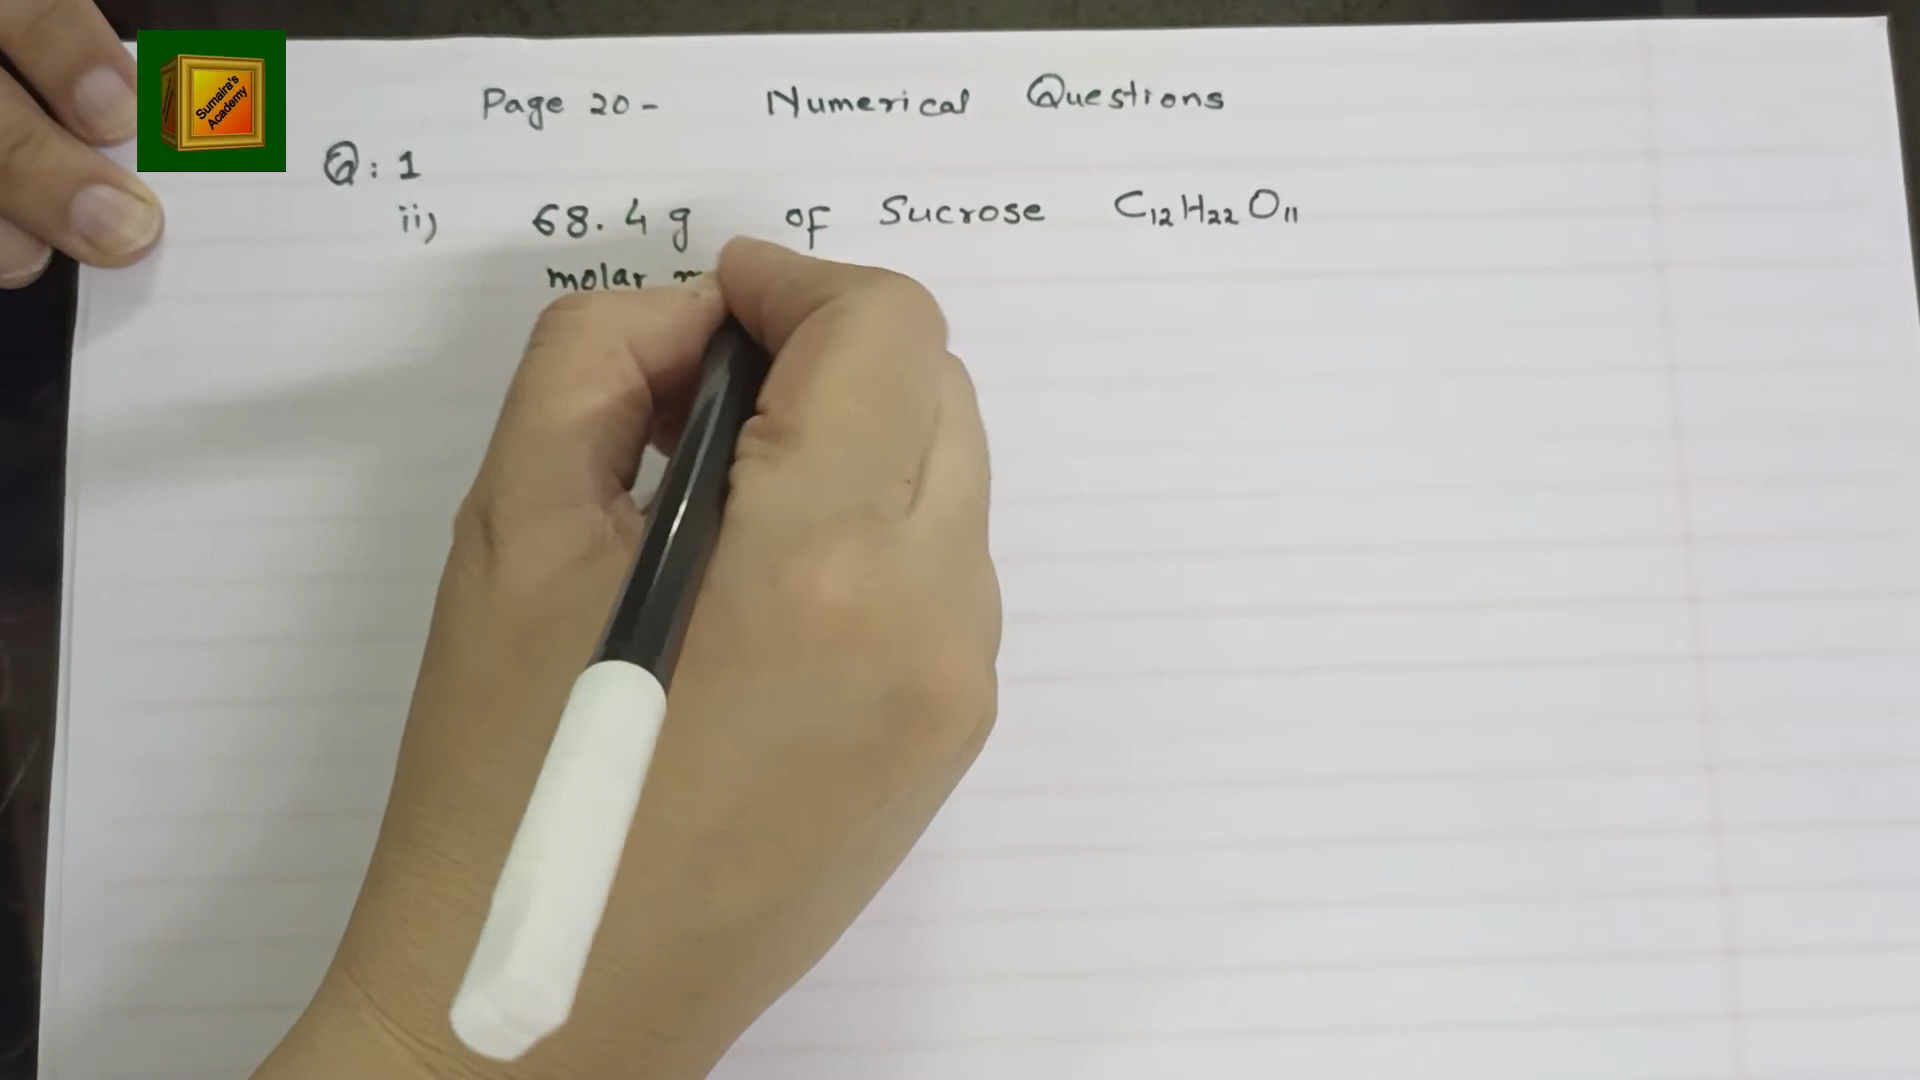 Sumaira's
Academy
Page 20- Numerical Questions
Q: 1
ii) 68.4 g of Sucrose C₁₂H₂₂O₁₁
molar